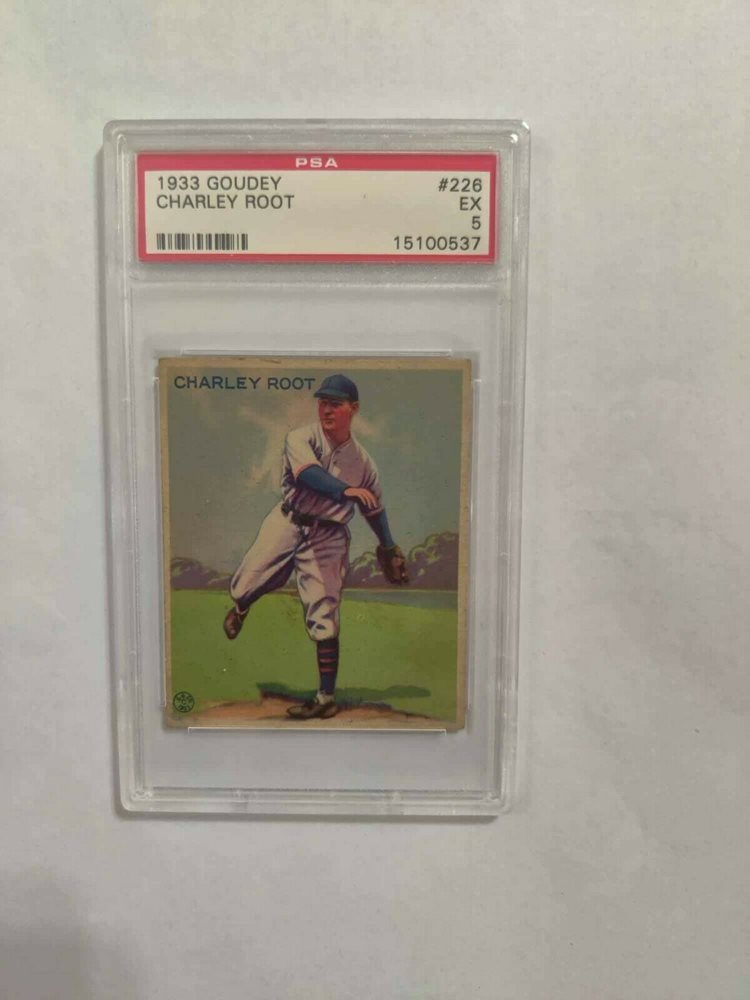 PSA
1933 GOUDEY #226
CHARLEY ROOT EX
5
15100537
CHARLEY ROOT